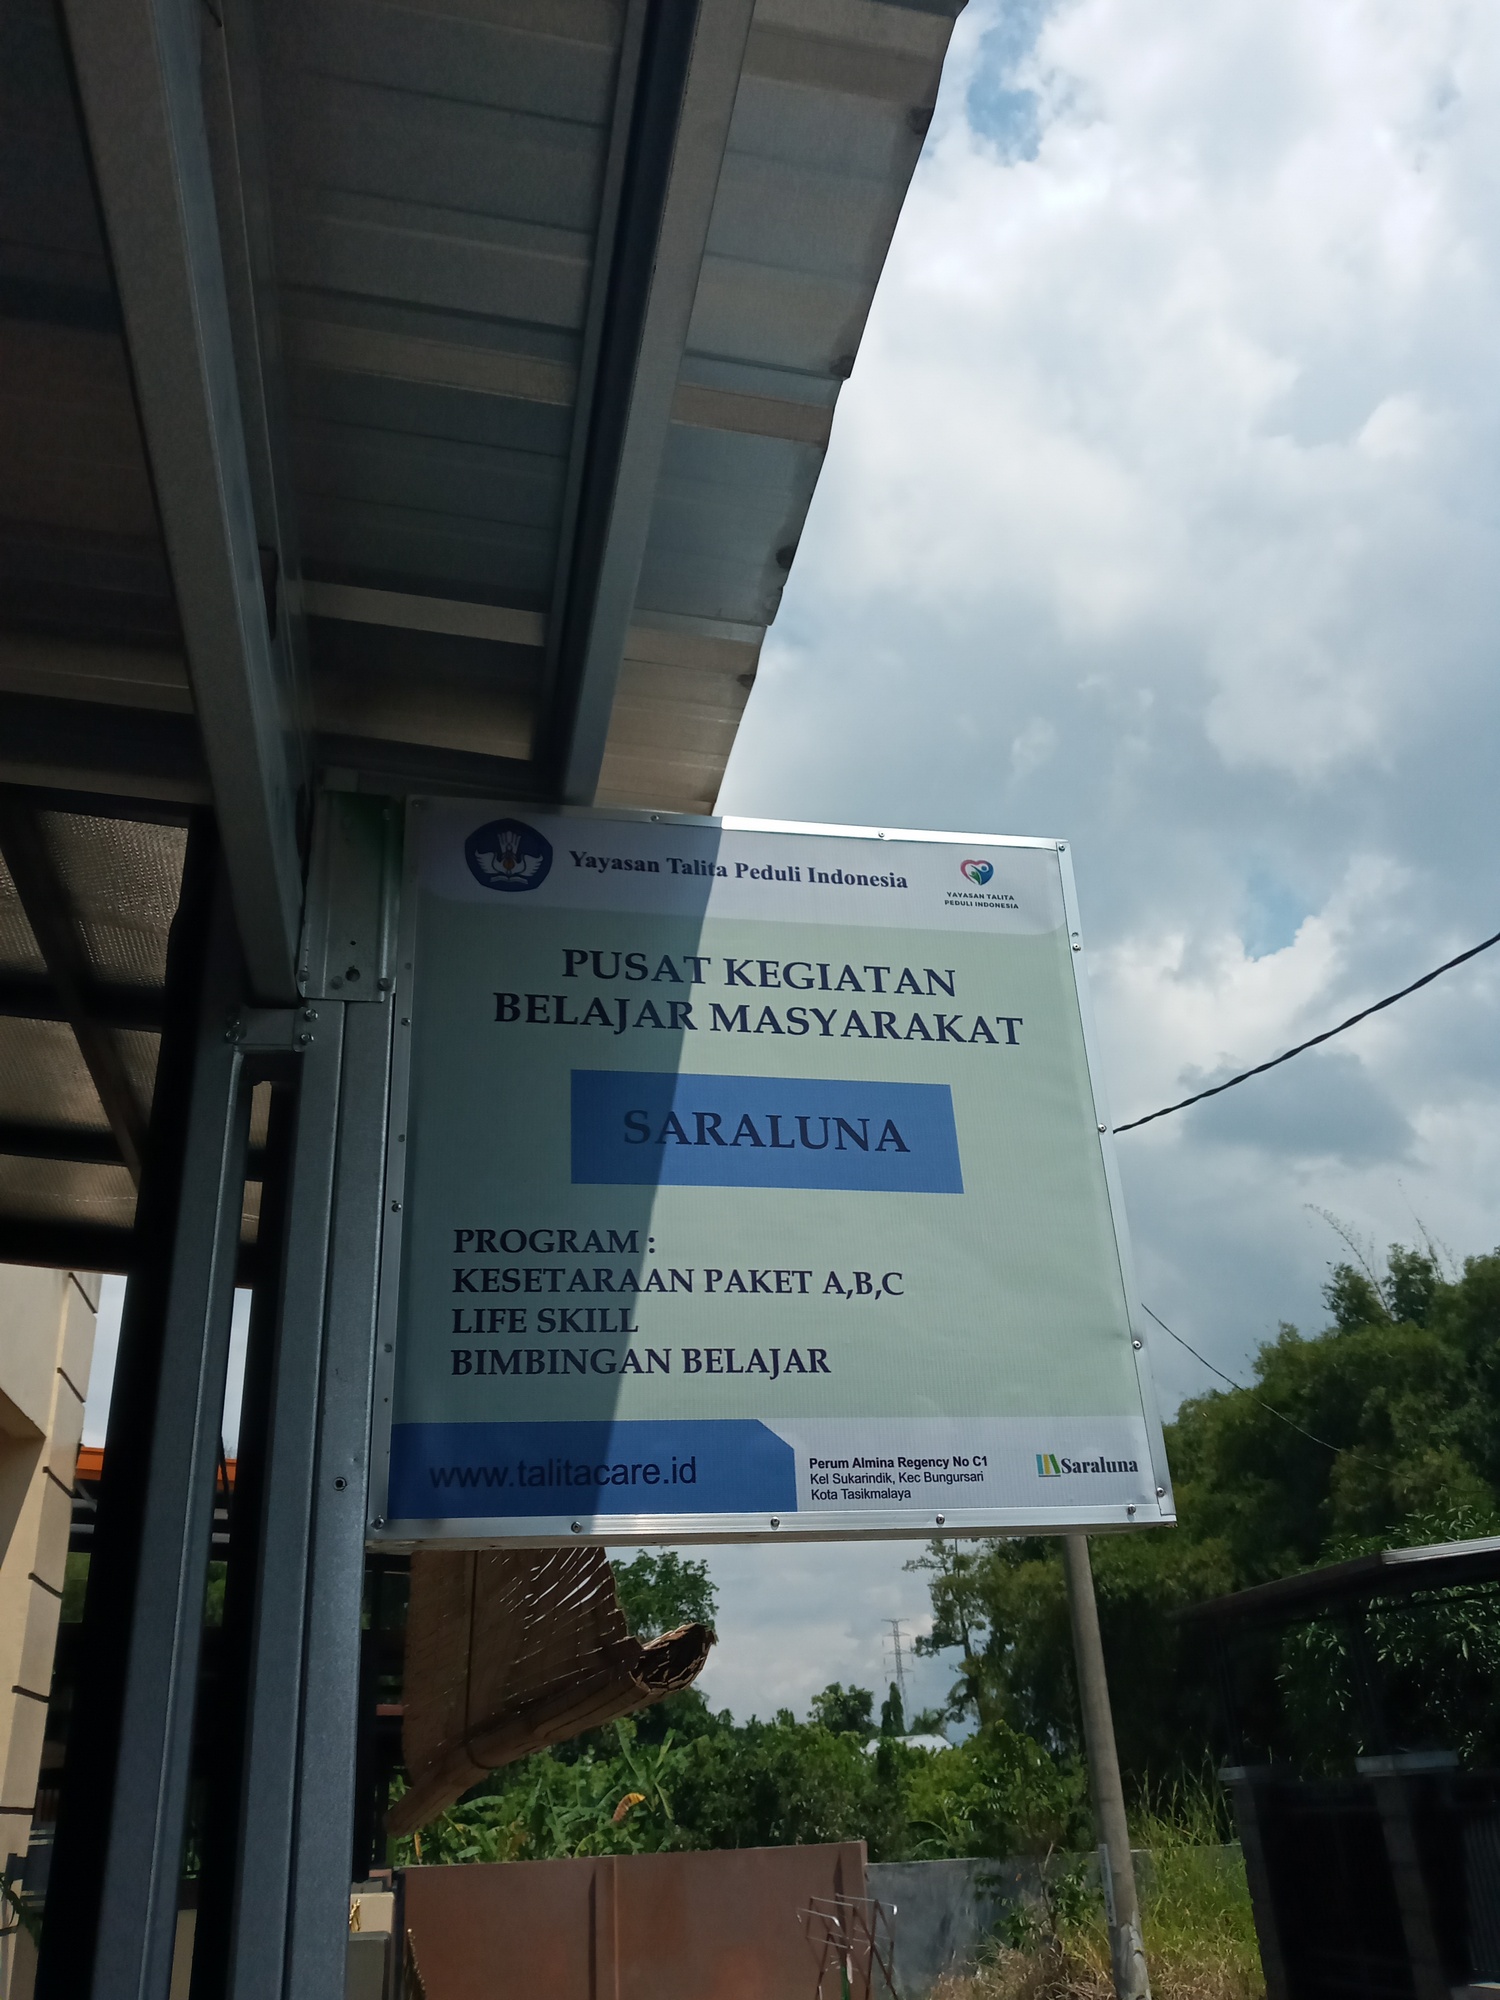 Yayasan Talita Peduli Indonesia
YAYASAN TALITA
PEDULI INDONESIA
PUSAT KEGIATAN
BELAJAR MASYARAKAT
SARALUNA
PROGRAM :
KESETARAAN PAKET A,B,C
LIFE SKILL
BIMBINGAN BELAJAR
www.talitacare.id
Perum Almina Regency No C1
Kel Sukarindik, Kec Bungursari
Kota Tasikmalaya
Saraluna